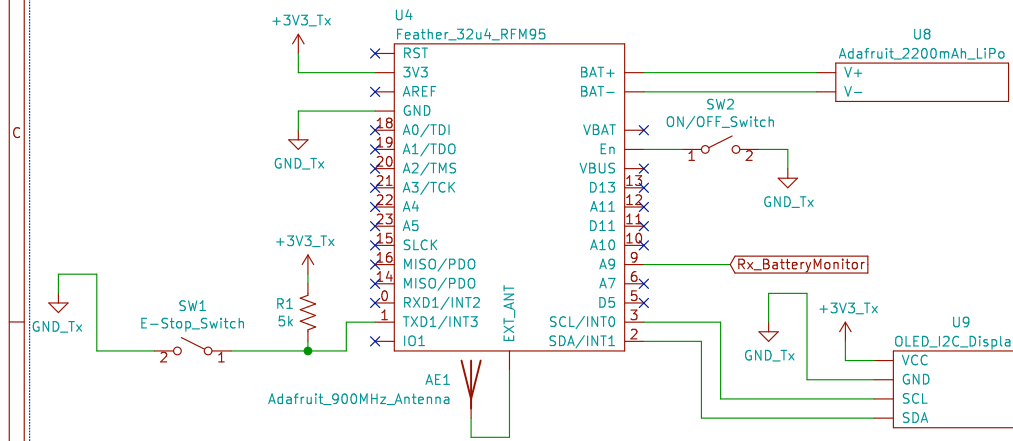 C
+3V3_Tx
GND_Tx
U4
Feather_32u4_RFM95
RST
3V3
AREF
GND
18 A0/TDI
19 A1/TDO
20 A2/TMS
21 A3/TCK
22 A4
23 A5
15 SLCK
16 MISO/PDO
14 MISO/PDO
0 RXD1/INT2
1 TXD1/INT3
IO1
EXT_ANT
BAT+
BAT-
VBAT
En
VBUS
D13 13
A11 12
D11 11
A10 10
A9 9
A7 6
D5 5
SCL/INT0 3
SDA/INT1 2
U8
Adafruit_2200mAh_LiPo
V+
V-
SW2
ON/OFF_Switch
1 2
GND_Tx
Rx_BatteryMonitor
+3V3_Tx
R1
5k
GND_Tx
SW1
E-Stop_Switch
2 1
AE1
Adafruit_900MHz_Antenna
GND_Tx
+3V3_Tx
U9
OLED_I2C_Displa
VCC
GND
SCL
SDA